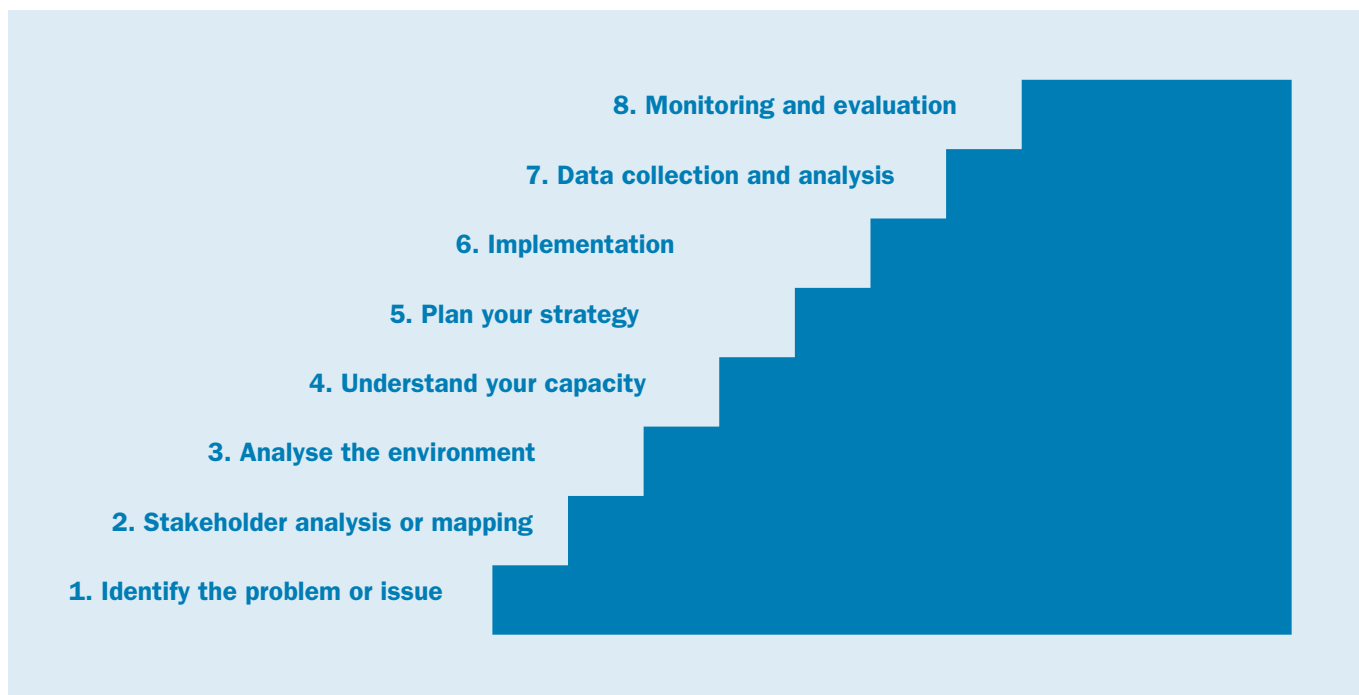 8. Monitoring and evaluation
7. Data collection and analysis
6. Implementation
5. Plan your strategy
4. Understand your capacity
3. Analyse the environment
2. Stakeholder analysis or mapping
1. Identify the problem or issue